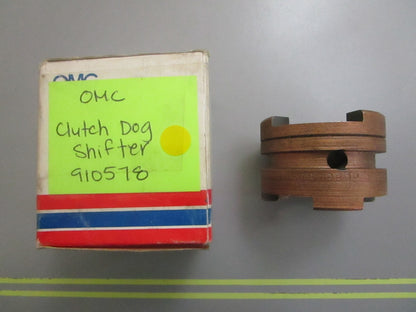 OMC
OMC
Clutch Dog
Shifter
910578